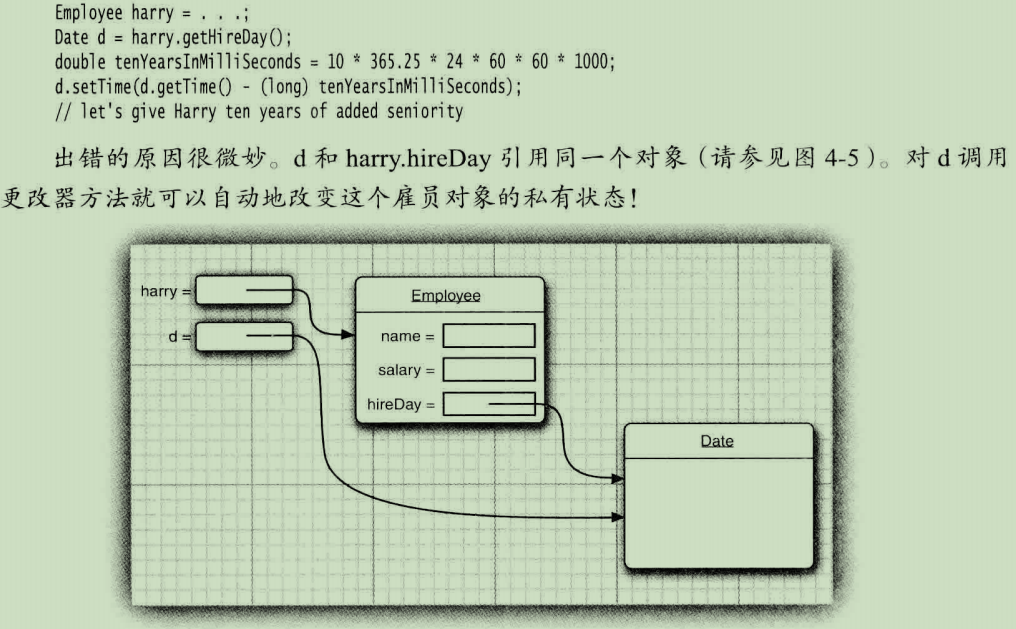 Employee harry = . . .;
Date d = harry.getHireDay();
double tenYearsInMilliSeconds = 10 * 365.25 * 24 * 60 * 60 * 1000;
d.setTime(d.getTime() - (long) tenYearsInMilliSeconds);
// let's give Harry ten years of added seniority
出错的原因很微妙。d 和 harry.hireDay 引用同一个对象（请参见图 4-5）。对 d 调用
更改器方法就可以自动地改变这个雇员对象的私有状态！
harry =
Employee
d =
name =
salary =
hireDay =
Date